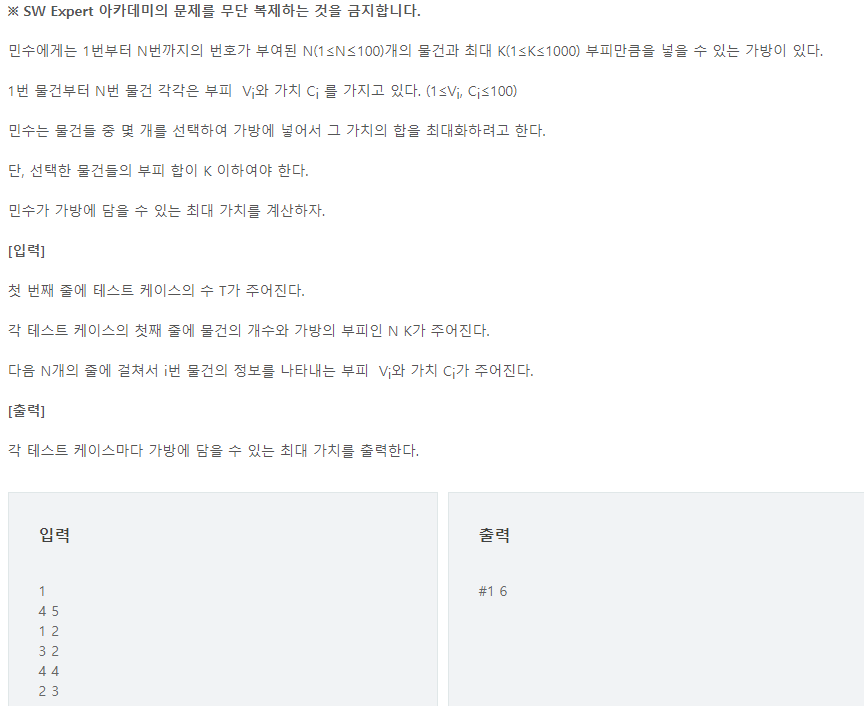 ※ SW Expert 아카데미의 문제를 무단 복제하는 것을 금지합니다.
민수에게는 1번부터 N번까지의 번호가 부여된 N(1≤N≤100)개의 물건과 최대 K(1≤K≤1000) 부피만큼을 넣을 수 있는 가방이 있다.
1번 물건부터 N번 물건 각각은 부피 Vi와 가치 Ci 를 가지고 있다. (1≤Vi, Ci≤100)
민수는 물건들 중 몇 개를 선택하여 가방에 넣어서 그 가치의 합을 최대화하려고 한다.
단, 선택한 물건들의 부피 합이 K 이하여야 한다.
민수가 가방에 담을 수 있는 최대 가치를 계산하자.
[입력]
첫 번째 줄에 테스트 케이스의 수 T가 주어진다.
각 테스트 케이스의 첫째 줄에 물건의 개수와 가방의 부피인 N K가 주어진다.
다음 N개의 줄에 걸쳐서 i번 물건의 정보를 나타내는 부피 Vi와 가치 Ci가 주어진다.
[출력]
각 테스트 케이스마다 가방에 담을 수 있는 최대 가치를 출력한다.
입력
1
4 5
1 2
3 2
4 4
2 3
출력
#1 6